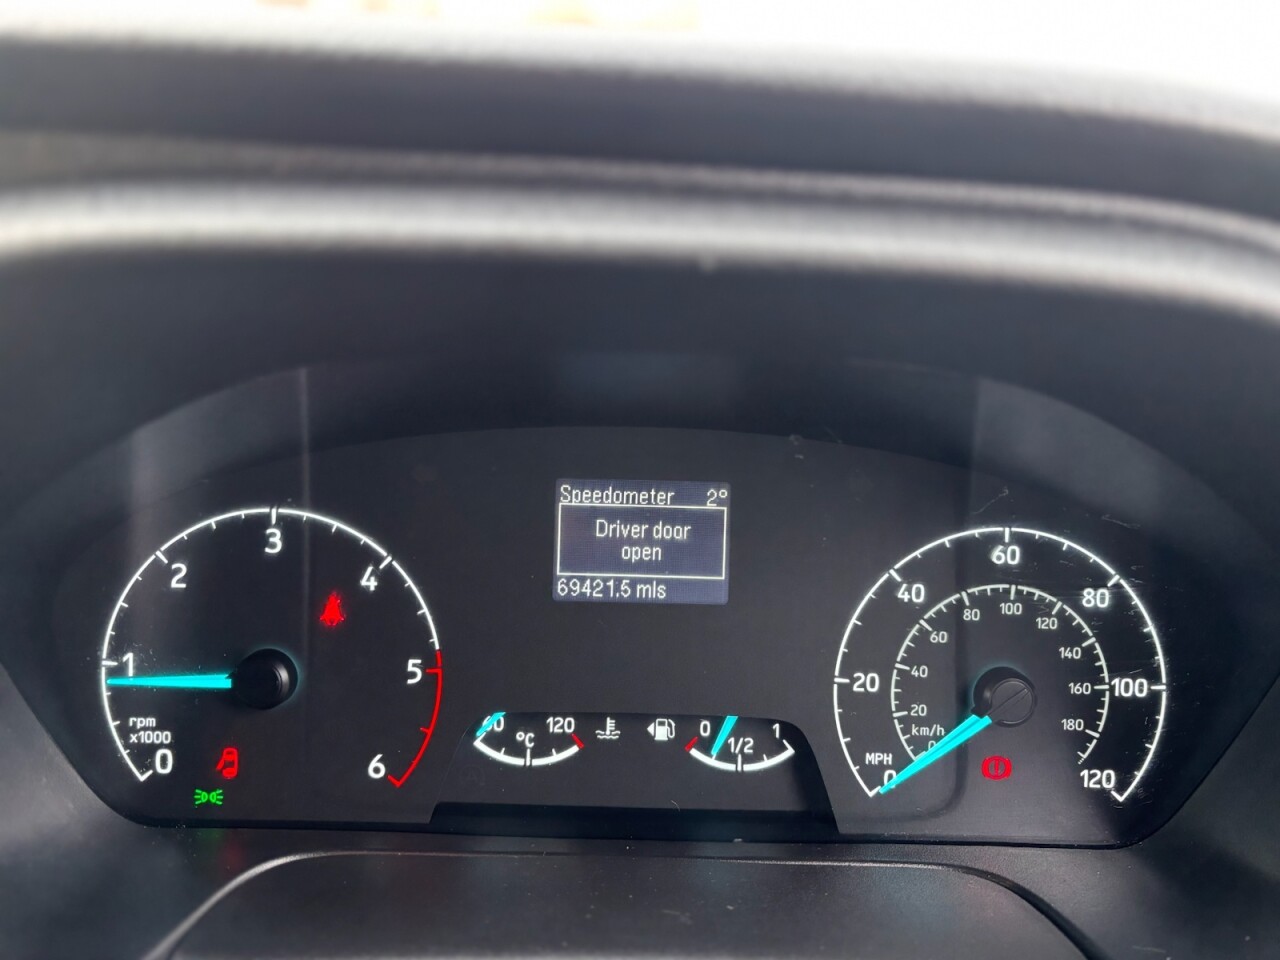 Speedometer 2°
Driver door
open
69421.5 mls
0 1 2 3 4 5 6
rpm
x1000
60 120
°C
0 1/2 1
0 20 40 60 80 100 120
MPH
0 20 40 60 80 100 120 140 160 180
km/h